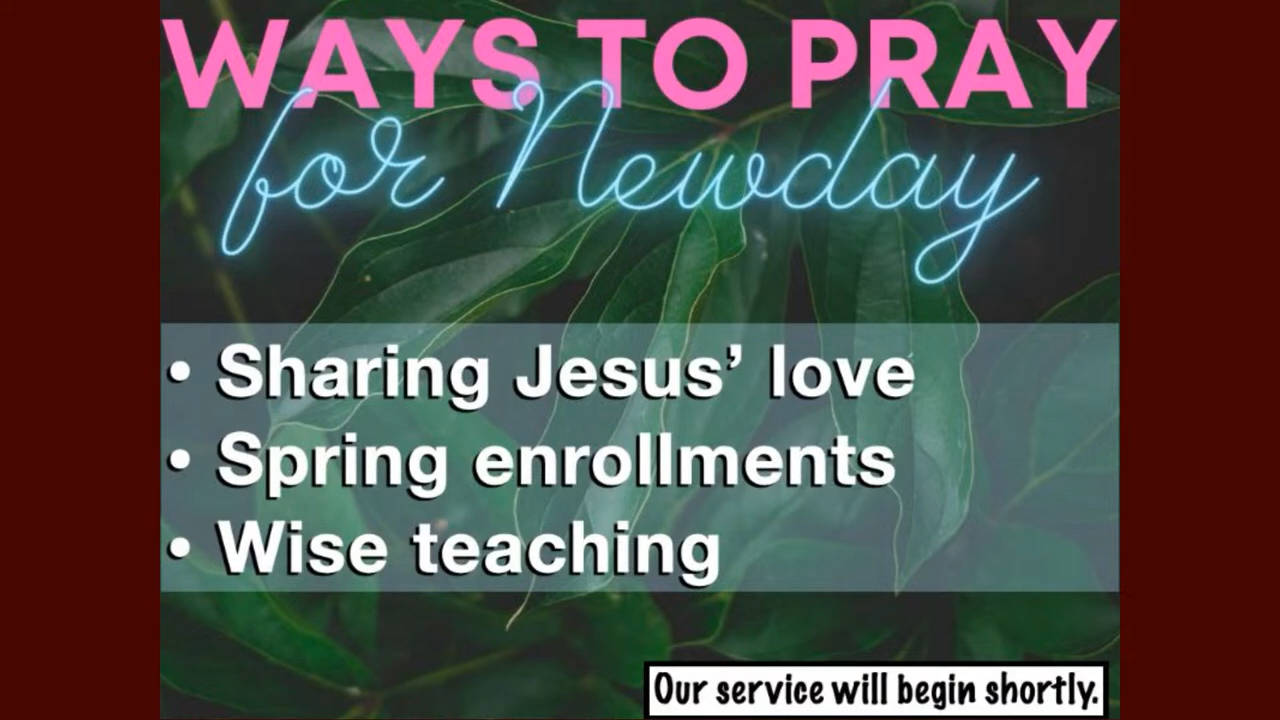 WAYS TO PRAY
for Newday
• Sharing Jesus’ love
• Spring enrollments
• Wise teaching
Our service will begin shortly.